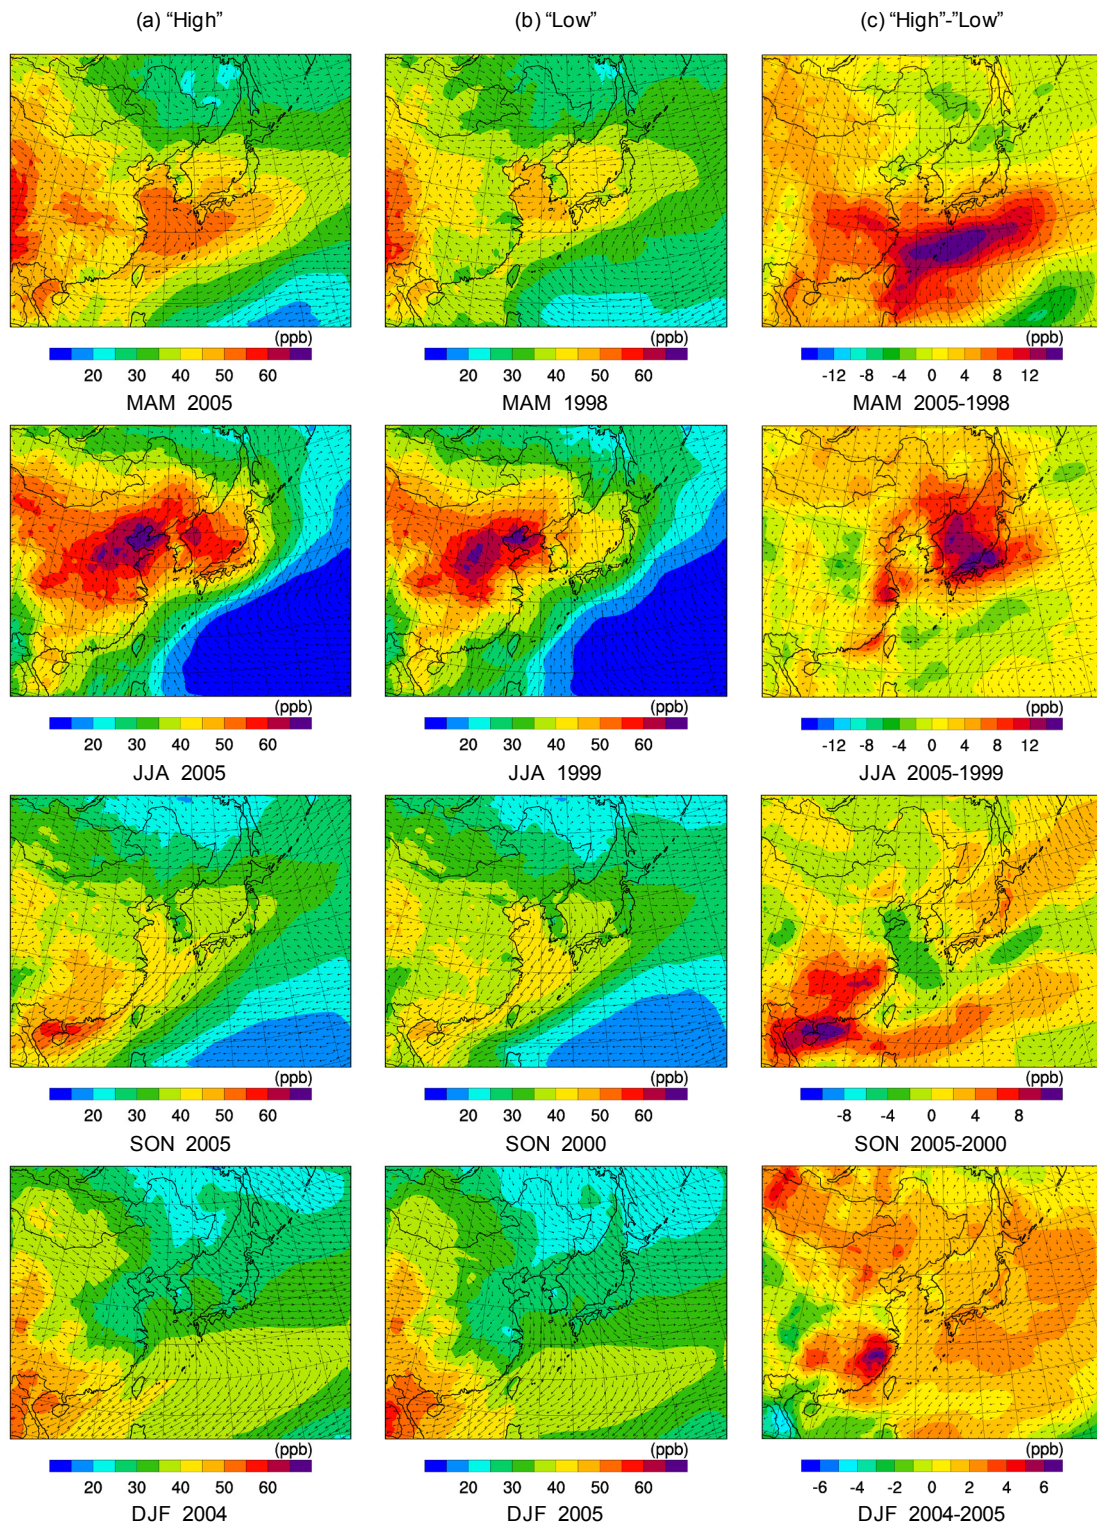 (a) “High” (b) “Low” (c) “High”-”Low”
(ppb) (ppb) (ppb)
20 30 40 50 60 20 30 40 50 60 -12 -8 -4 0 4 8 12
MAM 2005 MAM 1998 MAM 2005-1998
(ppb) (ppb) (ppb)
20 30 40 50 60 20 30 40 50 60 -12 -8 -4 0 4 8 12
JJA 2005 JJA 1999 JJA 2005-1999
(ppb) (ppb) (ppb)
20 30 40 50 60 20 30 40 50 60 -8 -4 0 4 8
SON 2005 SON 2000 SON 2005-2000
(ppb) (ppb) (ppb)
20 30 40 50 60 20 30 40 50 60 -6 -4 -2 0 2 4 6
DJF 2004 DJF 2005 DJF 2004-2005